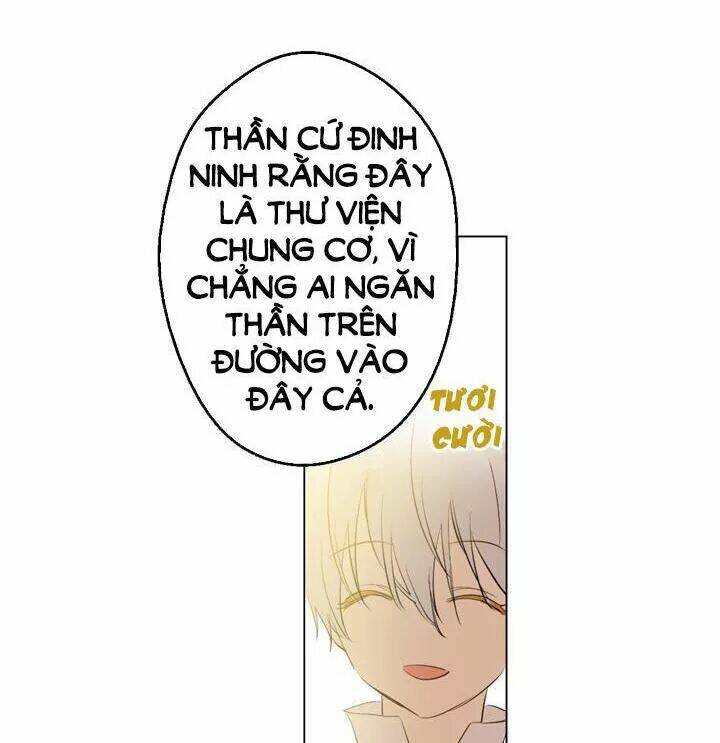 THẦN CỨ ĐINH
NINH RẰNG ĐÂY
LÀ THƯ VIỆN
CHUNG CƠ, VÌ
CHẲNG AI NGĂN
THẦN TRÊN
ĐƯỜNG VÀO
ĐÂY CẢ.
TƯƠI
CƯỜI